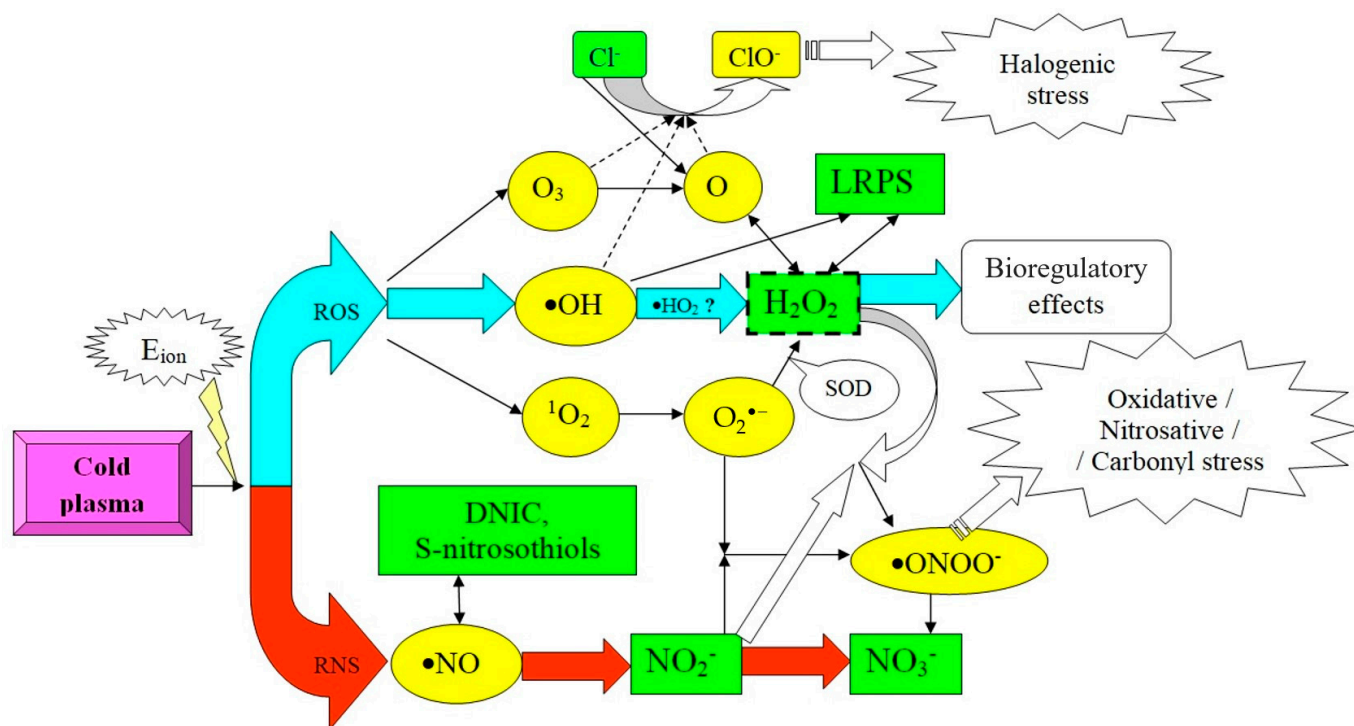 Cl⁻
ClO⁻
Halogenic
stress
O₃
O
LRPS
ROS
•OH
•HO₂ ?
H₂O₂
Bioregulatory
effects
Eᵢₒₙ
¹O₂
O₂•−
SOD
Oxidative /
Nitrosative /
/ Carbonyl stress
Cold
plasma
DNIC,
S-nitrosothiols
•ONOO⁻
RNS
•NO
NO₂⁻
NO₃⁻